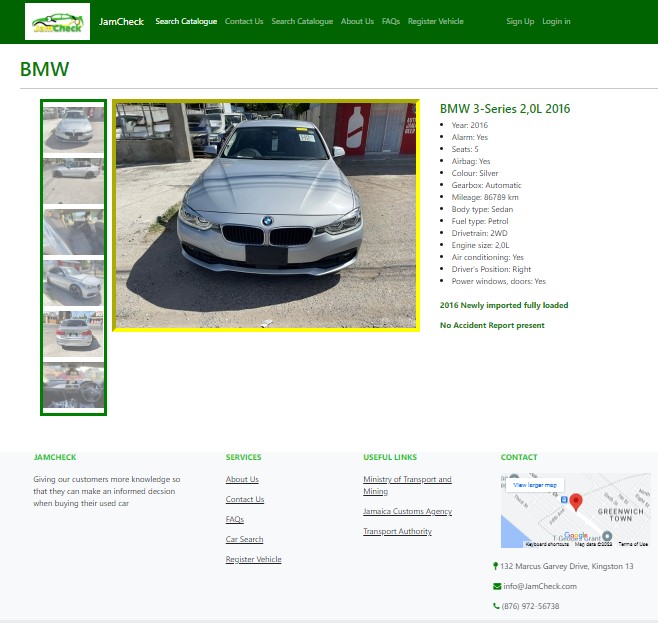 JamCheck
JamCheck
Search Catalogue
Contact Us
Search Catalogue
About Us
FAQs
Register Vehicle
Sign Up
Login in
BMW
BMW 3-Series 2,0L 2016
Year: 2016
Alarm: Yes
Seats: 5
Airbag: Yes
Colour: Silver
Gearbox: Automatic
Mileage: 86789 km
Body type: Sedan
Fuel type: Petrol
Drivetrain: 2WD
Engine size: 2,0L
Air conditioning: Yes
Driver's Position: Right
Power windows, doors: Yes
2016 Newly imported fully loaded
No Accident Report present
JAMCHECK
Giving our customers more knowledge so
that they can make an informed decsion
when buying their used car
SERVICES
About Us
Contact Us
FAQs
Car Search
Register Vehicle
USEFUL LINKS
Ministry of Transport and
Mining
Jamaica Customs Agency
Transport Authority
CONTACT
View larger map
GREENWICH
TOWN
Google
Keyboard shortcuts
Map data ©2023
Terms of Use
132 Marcus Garvey Drive, Kingston 13
info@JamCheck.com
(876) 972-56738